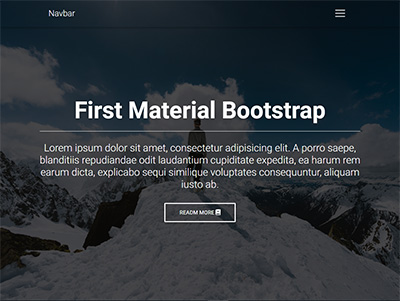 Navbar
First Material Bootstrap
Lorem ipsum dolor sit amet, consectetur adipisicing elit. A porro saepe,
blanditiis repudiandae odit laudantium cupiditate expedita, ea harum rem
earum dicta, explicabo sequi similique voluptates consequuntur, aliquam
iusto ab.
READM MORE